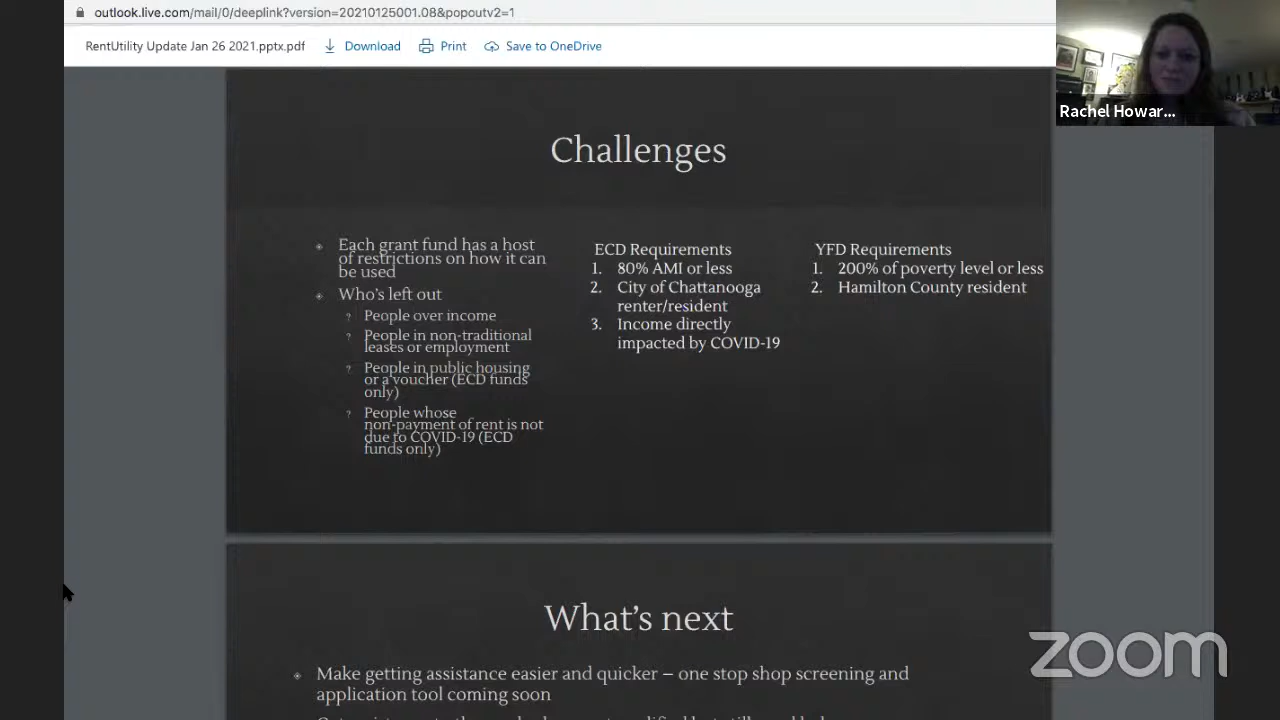 outlook.live.com/mail/0/deeplink?version=20210125001.08&popoutv2=1
RentUtility Update Jan 26 2021.pptx.pdf
Download
Print
Save to OneDrive
Rachel Howar...
Challenges
Each grant fund has a host
of restrictions on how it can
be used
Who's left out
? People over income
? People in non-traditional
leases or employment
? People in public housing
or a voucher (ECD funds
only)
? People whose
non-payment of rent is not
due to COVID-19 (ECD
funds only)
ECD Requirements
1. 80% AMI or less
2. City of Chattanooga
renter/resident
3. Income directly
impacted by COVID-19
YFD Requirements
1. 200% of poverty level or less
2. Hamilton County resident
What's next
Make getting assistance easier and quicker – one stop shop screening and
application tool coming soon
zoom